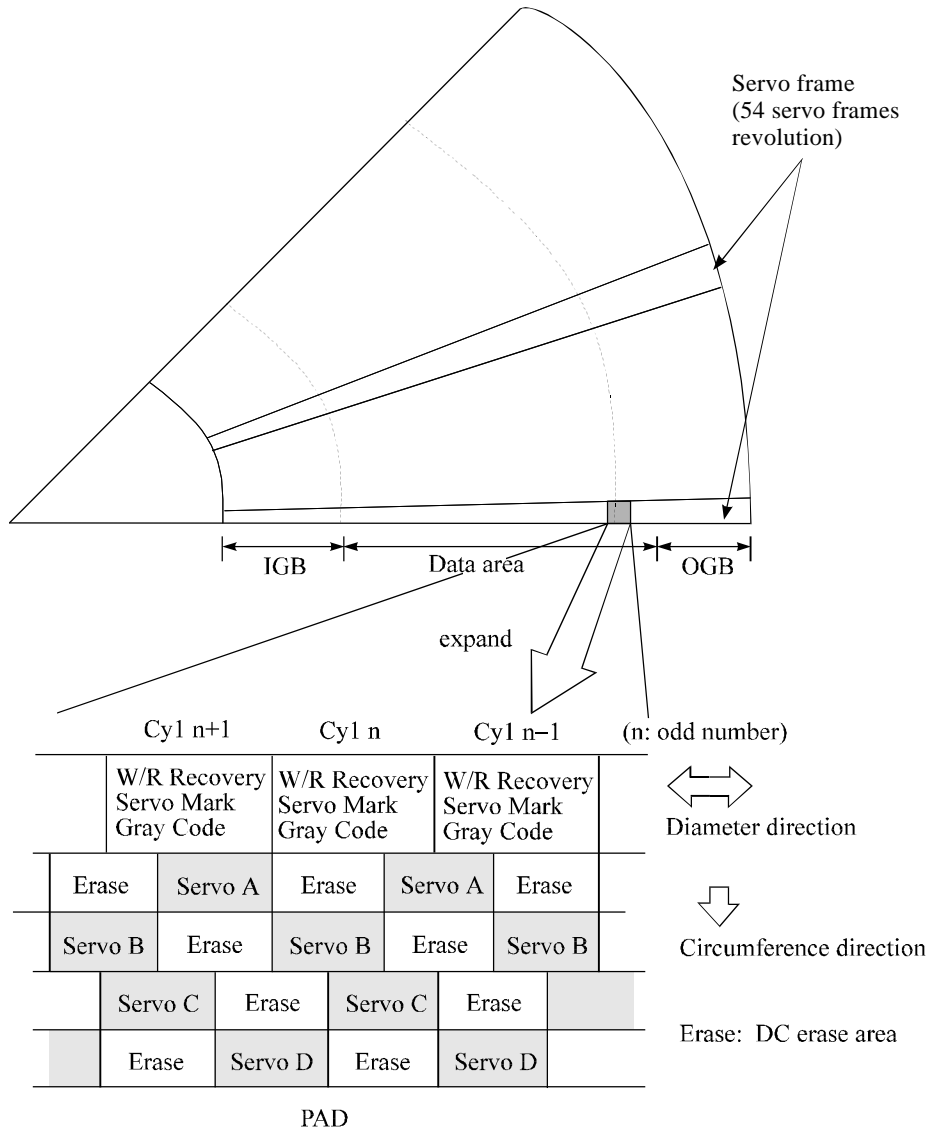 Servo frame
(54 servo frames
revolution)
IGB
Data area
OGB
expand
Cy1 n+1
Cy1 n
Cy1 n−1
(n: odd number)
W/R Recovery
Servo Mark
Gray Code
W/R Recovery
Servo Mark
Gray Code
W/R Recovery
Servo Mark
Gray Code
Diameter direction
Erase
Servo A
Erase
Servo A
Erase
Servo B
Erase
Servo B
Erase
Servo B
Circumference direction
Servo C
Erase
Servo C
Erase
Erase: DC erase area
Erase
Servo D
Erase
Servo D
PAD